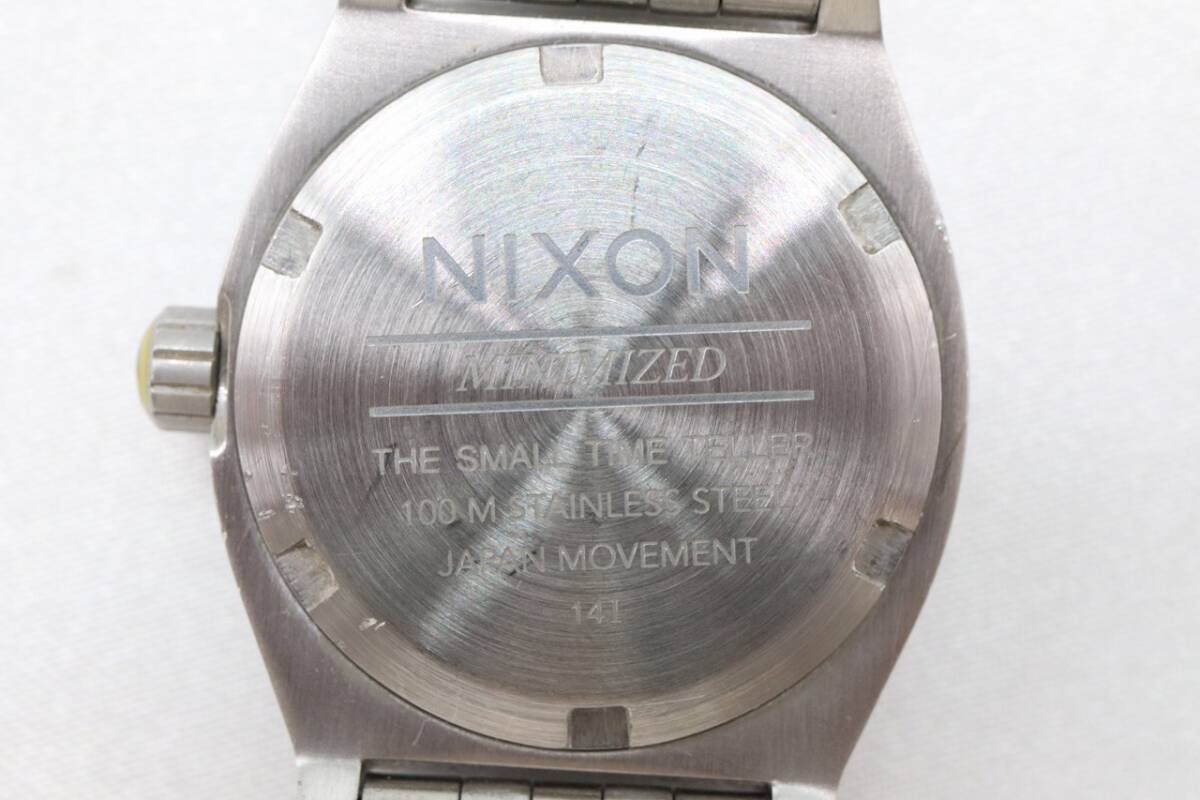 NIXON
MINIMIZED
THE SMALL TIME TELLER
100 M STAINLESS STEEL
JAPAN MOVEMENT
14I